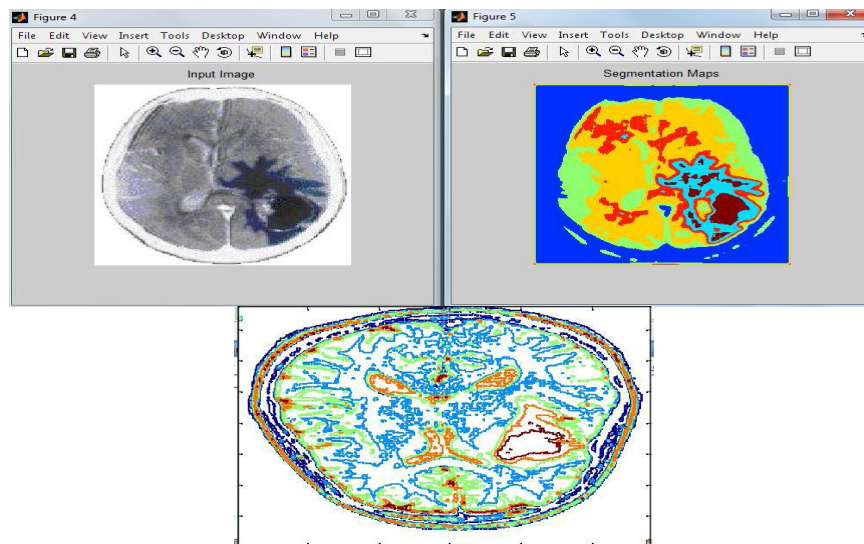 Figure 4
File Edit View Insert Tools Desktop Window Help
Input Image
Figure 5
File Edit View Insert Tools Desktop Window Help
Segmentation Maps